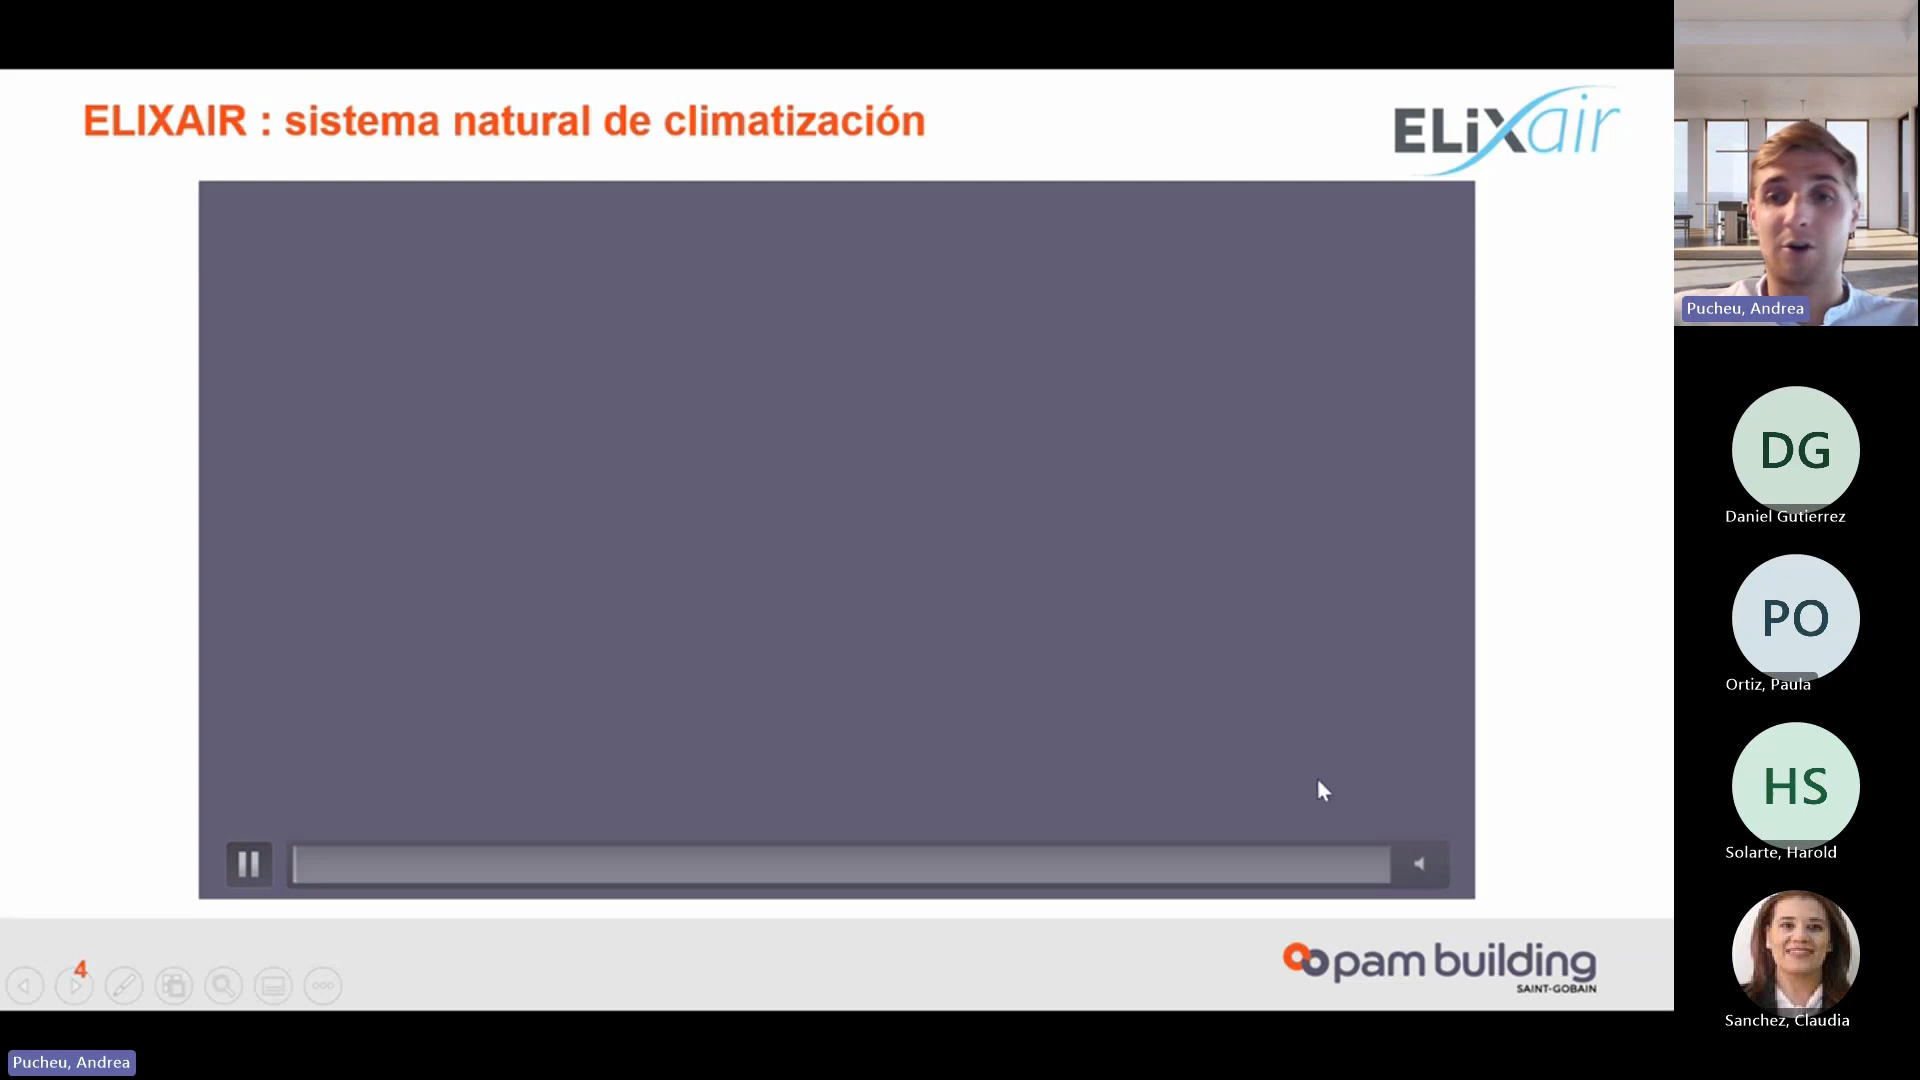 ELIXAIR : sistema natural de climatización
ELiXair
Pucheu, Andrea
DG
Daniel Gutierrez
PO
Ortiz, Paula
HS
Solarte, Harold
Sanchez, Claudia
4
pam building
SAINT-GOBAIN
Pucheu, Andrea